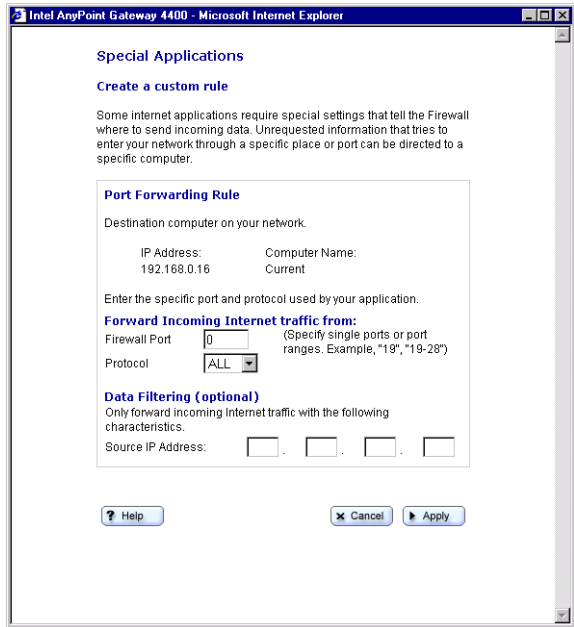 Intel AnyPoint Gateway 4400 - Microsoft Internet Explorer
Special Applications
Create a custom rule
Some internet applications require special settings that tell the Firewall
where to send incoming data. Unrequested information that tries to
enter your network through a specific place or port can be directed to a
specific computer.
Port Forwarding Rule
Destination computer on your network.
IP Address: Computer Name:
192.168.0.16 Current
Enter the specific port and protocol used by your application.
Forward Incoming Internet traffic from:
Firewall Port 0 (Specify single ports or port
ranges. Example, "19", "19-28")
Protocol ALL
Data Filtering (optional)
Only forward incoming Internet traffic with the following
characteristics.
Source IP Address: . . .
? Help Cancel Apply